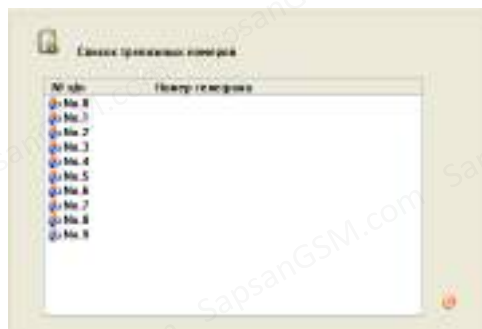 Список тревожных номеров
№ п/п Номер телефона
No. 0
No. 1
No. 2
No. 3
No. 4
No. 5
No. 6
No. 7
No. 8
No. 9
SapsanGSM.com